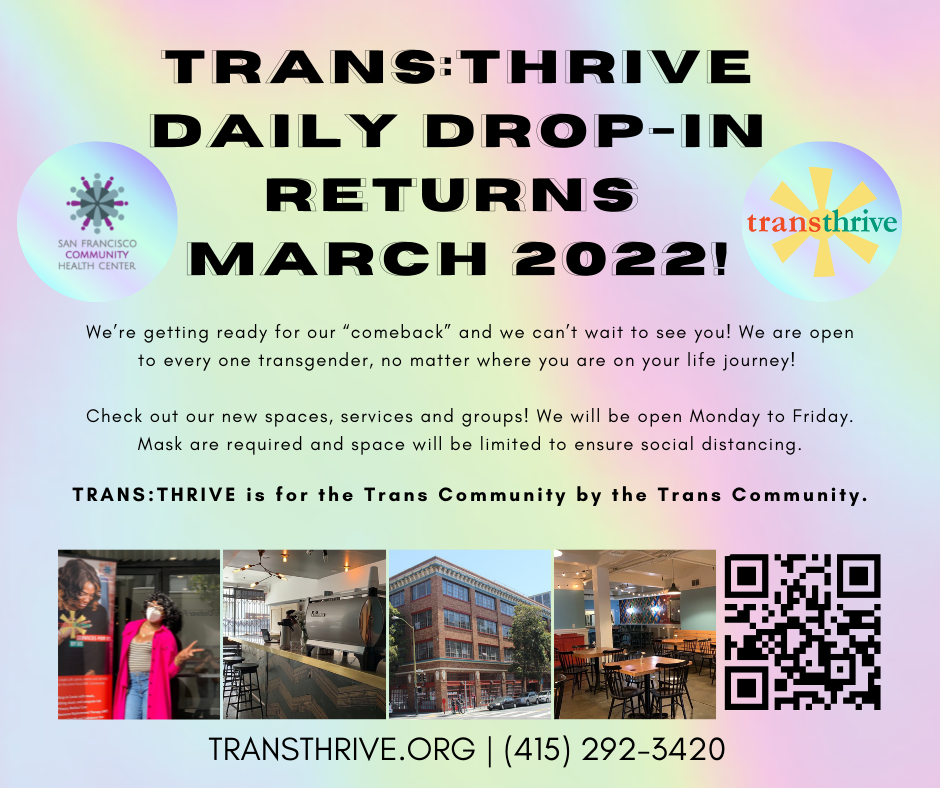 TRANS:THRIVE
DAILY DROP-IN
RETURNS
MARCH 2022!
SAN FRANCISCO
COMMUNITY
HEALTH CENTER
transthrive
We're getting ready for our “comeback” and we can't wait to see you! We are open
to every one transgender, no matter where you are on your life journey!
Check out our new spaces, services and groups! We will be open Monday to Friday.
Mask are required and space will be limited to ensure social distancing.
TRANS:THRIVE is for the Trans Community by the Trans Community.
TRANSTHRIVE.ORG | (415) 292-3420